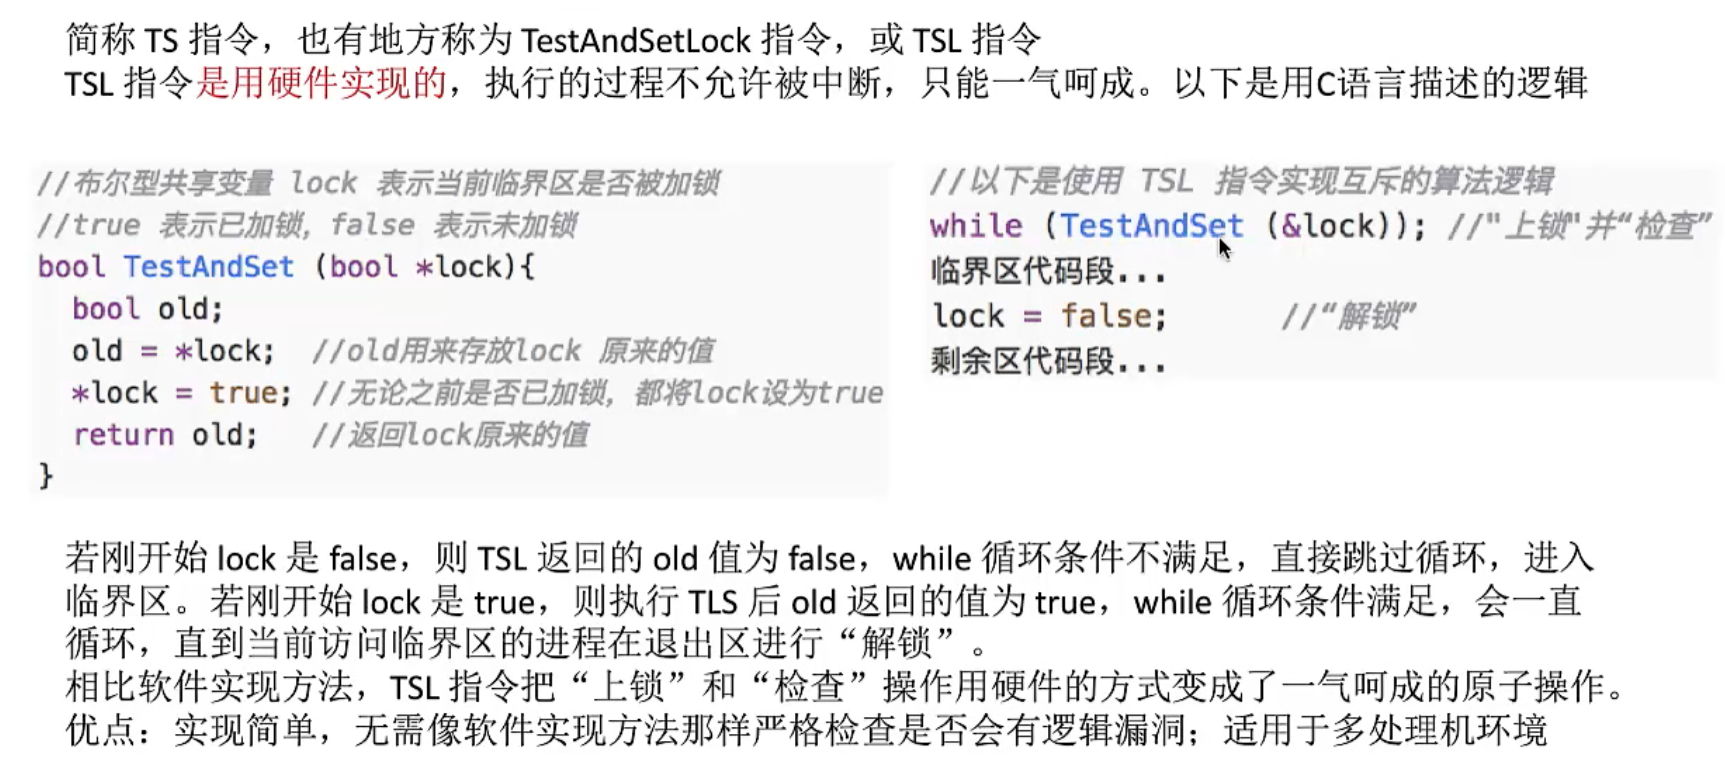 简称 TS 指令，也有地方称为 TestAndSetLock 指令，或 TSL 指令
TSL 指令是用硬件实现的，执行的过程不允许被中断，只能一气呵成。以下是用C语言描述的逻辑
//布尔型共享变量 lock 表示当前临界区是否被加锁
//true 表示已加锁，false 表示未加锁
bool TestAndSet (bool *lock){
bool old;
old = *lock; //old用来存放lock 原来的值
*lock = true; //无论之前是否已加锁，都将lock设为true
return old; //返回lock原来的值
}
//以下是使用 TSL 指令实现互斥的算法逻辑
while (TestAndSet (&lock)); //"上锁"并“检查”
临界区代码段...
lock = false; //“解锁”
剩余区代码段...
若刚开始 lock 是 false，则 TSL 返回的 old 值为 false，while 循环条件不满足，直接跳过循环，进入
临界区。若刚开始 lock 是 true，则执行 TLS 后 old 返回的值为 true，while 循环条件满足，会一直
循环，直到当前访问临界区的进程在退出区进行“解锁”。
相比软件实现方法，TSL 指令把“上锁”和“检查”操作用硬件的方式变成了一气呵成的原子操作。
优点：实现简单，无需像软件实现方法那样严格检查是否会有逻辑漏洞；适用于多处理机环境